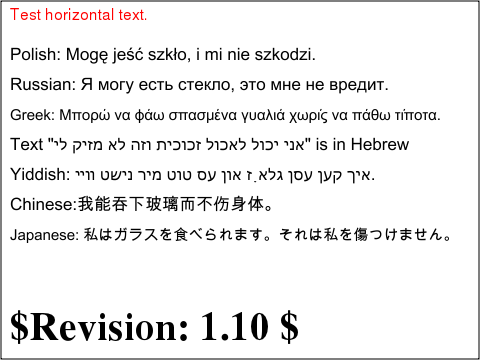 Test horizontal text.
Polish: Mogę jeść szkło, i mi nie szkodzi.
Russian: Я могу есть стекло, это мне не вредит.
Greek: Μπορώ να φάω σπασμένα γυαλιά χωρίς να πάθω τίποτα.
Text "אני יכול לאכול זכוכית וזה לא מזיק לי" is in Hebrew
Yiddish: איך קען עסן גלאָז און עס טוט מיר נישט װײ.
Chinese:我能吞下玻璃而不伤身体。
Japanese: 私はガラスを食べられます。それは私を傷つけません。
$Revision: 1.10 $